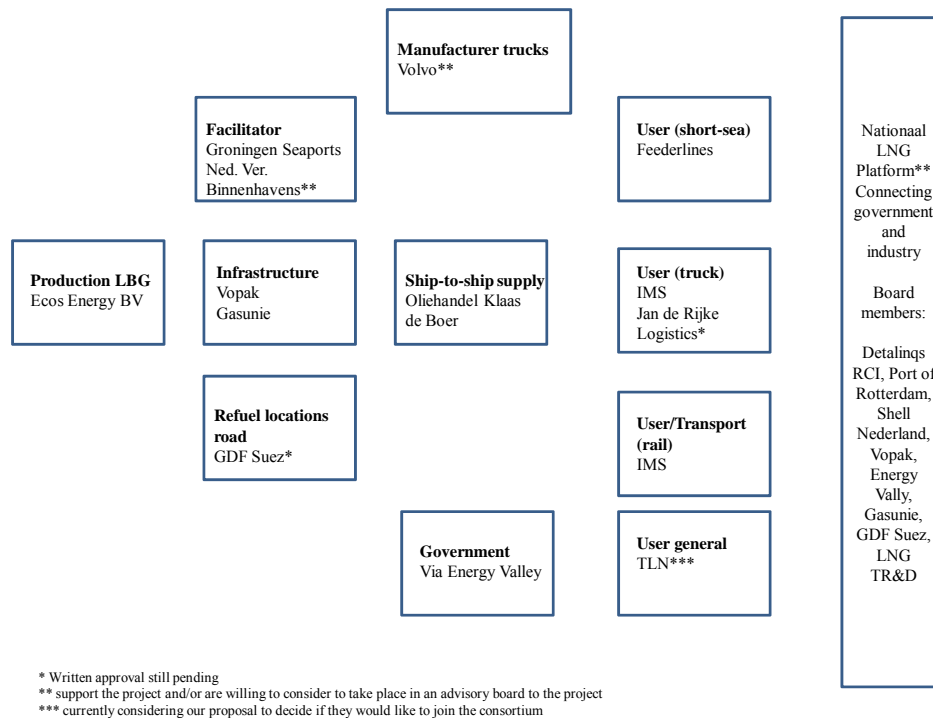 Manufacturer trucks
Volvo**
Facilitator
Groningen Seaports
Ned. Ver.
Binnenhavens**
User (short-sea)
Feederlines
Production LBG
Ecos Energy BV
Infrastructure
Vopak
Gasunie
Ship-to-ship supply
Oliehandel Klaas
de Boer
User (truck)
IMS
Jan de Rijke
Logistics*
Refuel locations
road
GDF Suez*
User/Transport
(rail)
IMS
Government
Via Energy Valley
User general
TLN***
Nationaal
LNG
Platform**
Connecting
government
and
industry
Board
members:
Detalinqs
RCI, Port of
Rotterdam,
Shell
Nederland,
Vopak,
Energy
Vally,
Gasunie,
GDF Suez,
LNG
TR&D
* Written approval still pending
** support the project and/or are willing to consider to take place in an advisory board to the project
*** currently considering our proposal to decide if they would like to join the consortium